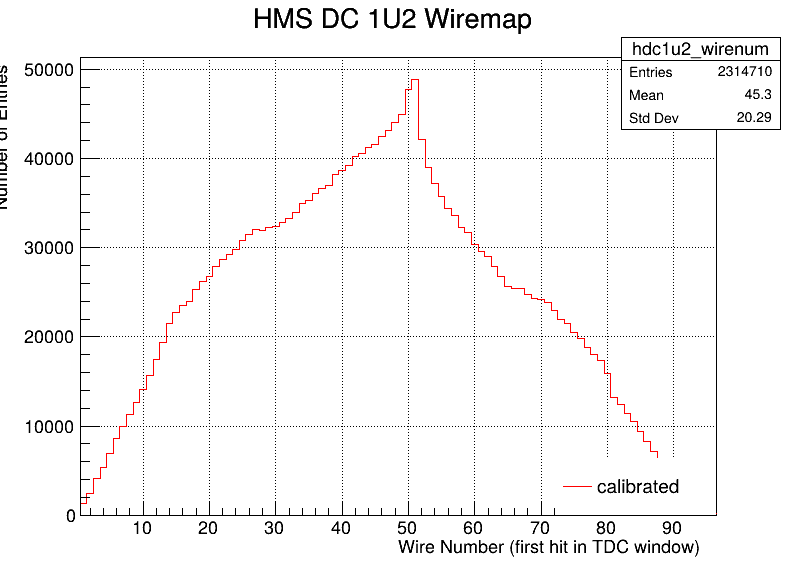 HMS DC 1U2 Wiremap
hdc1u2_wirenum
Entries 2314710
Mean 45.3
Std Dev 20.29
Number of Entries
50000
40000
30000
20000
10000
0
calibrated
10 20 30 40 50 60 70 80 90
Wire Number (first hit in TDC window)